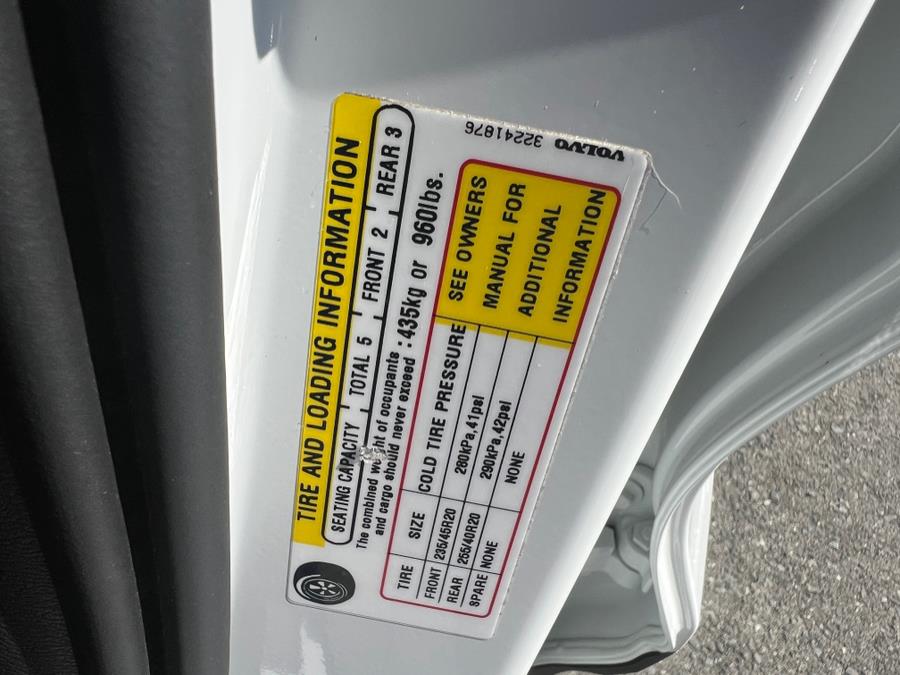 TIRE AND LOADING INFORMATION
SEATING CAPACITY TOTAL 5 FRONT 2 REAR 3
The combined weight of occupants
and cargo should never exceed : 435kg or 960lbs.
TIRE SIZE COLD TIRE PRESSURE
FRONT 235/45R20 280kPa,41psi
REAR 255/40R20 290kPa,42psi
SPARE NONE NONE
SEE OWNERS
MANUAL FOR
ADDITIONAL
INFORMATION
VOLVO 32241876